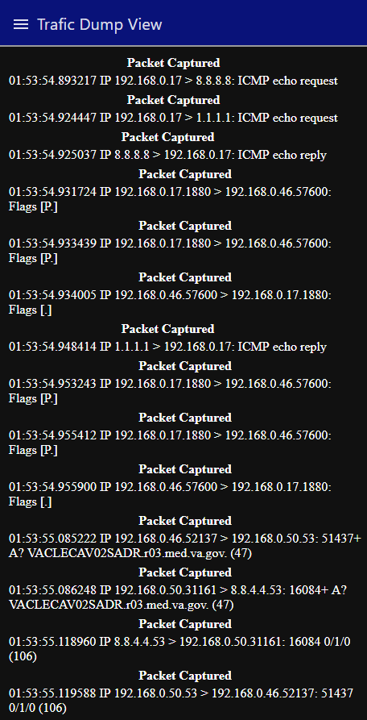 Trafic Dump View
Packet Captured
01:53:54.893217 IP 192.168.0.17 > 8.8.8.8: ICMP echo request
Packet Captured
01:53:54.924447 IP 192.168.0.17 > 1.1.1.1: ICMP echo request
Packet Captured
01:53:54.925037 IP 8.8.8.8 > 192.168.0.17: ICMP echo reply
Packet Captured
01:53:54.931724 IP 192.168.0.17.1880 > 192.168.0.46.57600:
Flags [P.]
Packet Captured
01:53:54.933439 IP 192.168.0.17.1880 > 192.168.0.46.57600:
Flags [P.]
Packet Captured
01:53:54.934005 IP 192.168.0.46.57600 > 192.168.0.17.1880:
Flags [.]
Packet Captured
01:53:54.948414 IP 1.1.1.1 > 192.168.0.17: ICMP echo reply
Packet Captured
01:53:54.953243 IP 192.168.0.17.1880 > 192.168.0.46.57600:
Flags [P.]
Packet Captured
01:53:54.955412 IP 192.168.0.17.1880 > 192.168.0.46.57600:
Flags [P.]
Packet Captured
01:53:54.955900 IP 192.168.0.46.57600 > 192.168.0.17.1880:
Flags [.]
Packet Captured
01:53:55.085222 IP 192.168.0.46.52137 > 192.168.0.50.53: 51437+
A? VACLECAV02SADR.r03.med.va.gov. (47)
Packet Captured
01:53:55.086248 IP 192.168.0.50.31161 > 8.8.4.4.53: 16084+ A?
VACLECAV02SADR.r03.med.va.gov. (47)
Packet Captured
01:53:55.118960 IP 8.8.4.4.53 > 192.168.0.50.31161: 16084 0/1/0
(106)
Packet Captured
01:53:55.119588 IP 192.168.0.50.53 > 192.168.0.46.52137: 51437
0/1/0 (106)